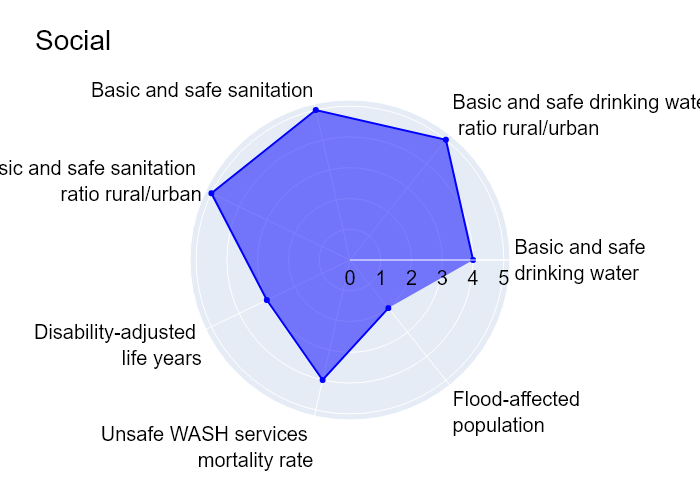 Social
Basic and safe sanitation
Basic and safe drinking
ratio rural/urban
and safe sanitation
ratio rural/urban
Basic and safe
drinking water
0 1 2 3 4 5
Disability-adjusted
life years
Flood-affected
population
Unsafe WASH services
mortality rate